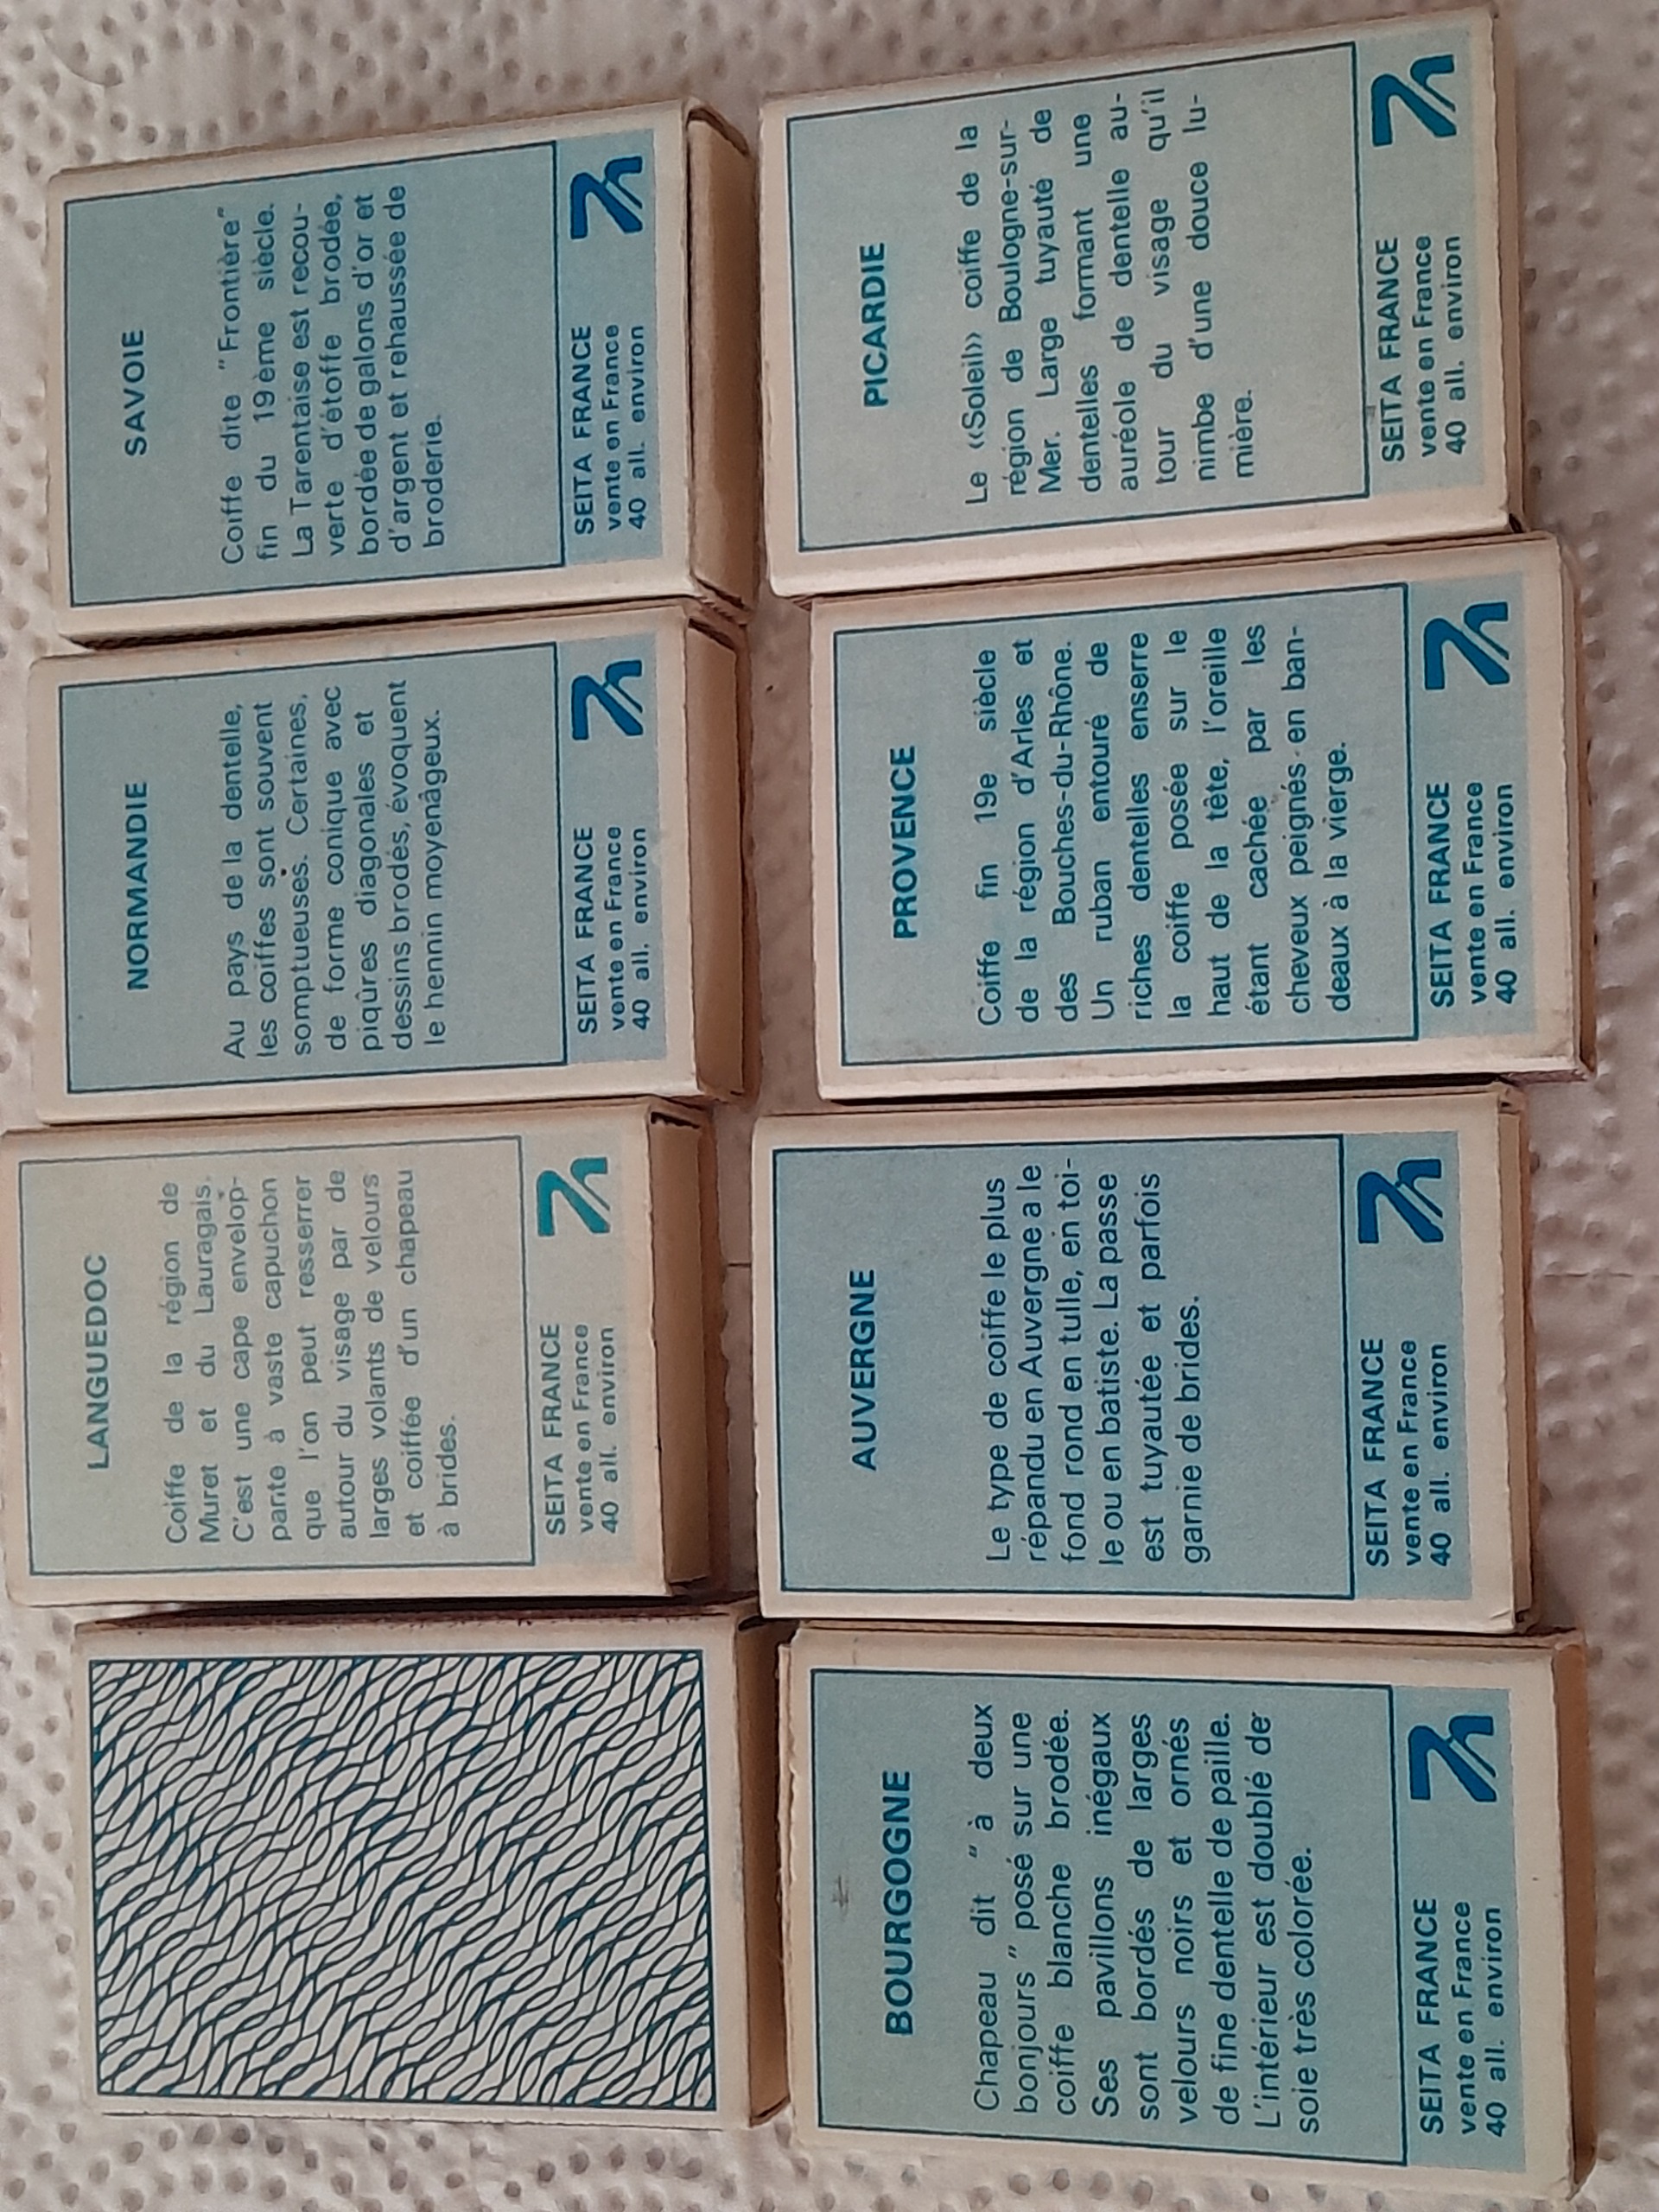 LANGUEDOC
Coiffe de la région de
Muret et du Lauragais.
C'est une cape envelop-
pante à vaste capuchon
que l'on peut resserrer
autour du visage par de
larges volants de velours
et coiffée d'un chapeau
à brides.
SEITA FRANCE
vente en France
40 all. environ
NORMANDIE
Au pays de la dentelle,
les coiffes sont souvent
somptueuses. Certaines,
de forme conique avec
piqûres diagonales et
dessins brodés, évoquent
le hennin moyenâgeux.
SEITA FRANCE
vente en France
40 all. environ
SAVOIE
Coiffe dite "Frontière"
fin du 19ème siècle.
La Tarentaise est recou-
verte d'étoffe brodée,
bordée de galons d'or et
d'argent et rehaussée de
broderie.
SEITA FRANCE
vente en France
40 all. environ
BOURGOGNE
Chapeau dit " à deux
bonjours " posé sur une
coiffe blanche brodée.
Ses pavillons inégaux
sont bordés de larges
velours noirs et ornés
de fine dentelle de paille.
L'intérieur est doublé de
soie très colorée.
SEITA FRANCE
vente en France
40 all. environ
AUVERGNE
Le type de coiffe le plus
répandu en Auvergne a le
fond rond en tulle, en toi-
le ou en batiste. La passe
est tuyautée et parfois
garnie de brides.
SEITA FRANCE
vente en France
40 all. environ
PROVENCE
Coiffe fin 19e siècle
de la région d'Arles et
des Bouches-du-Rhône.
Un ruban entouré de
riches dentelles enserre
la coiffe posée sur le
haut de la tête, l'oreille
étant cachée par les
cheveux peignés en ban-
deaux à la vierge.
SEITA FRANCE
vente en France
40 all. environ
PICARDIE
Le «Soleil» coiffe de la
région de Boulogne-sur-
Mer. Large tuyauté de
dentelles formant une
auréole de dentelle au-
tour du visage qu'il
nimbe d'une douce lu-
mière.
SEITA FRANCE
vente en France
40 all. environ